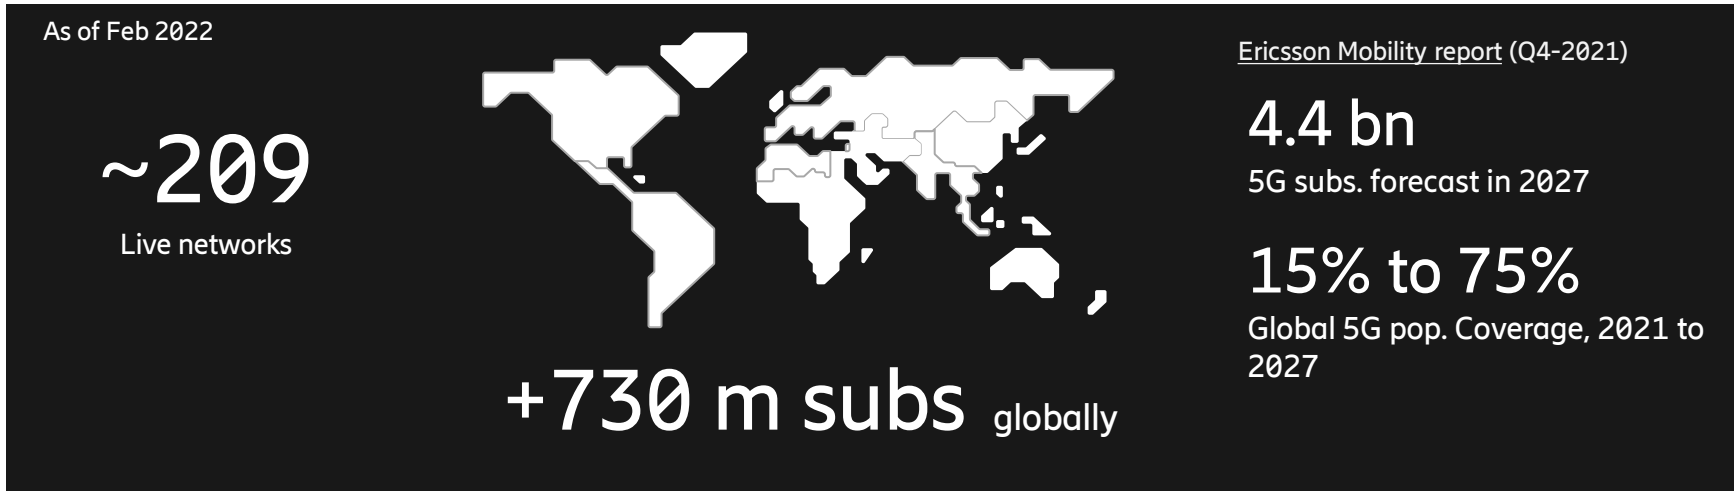 As of Feb 2022
~209
Live networks
+730 m subs globally
Ericsson Mobility report (Q4-2021)
4.4 bn
5G subs. forecast in 2027
15% to 75%
Global 5G pop. Coverage, 2021 to
2027